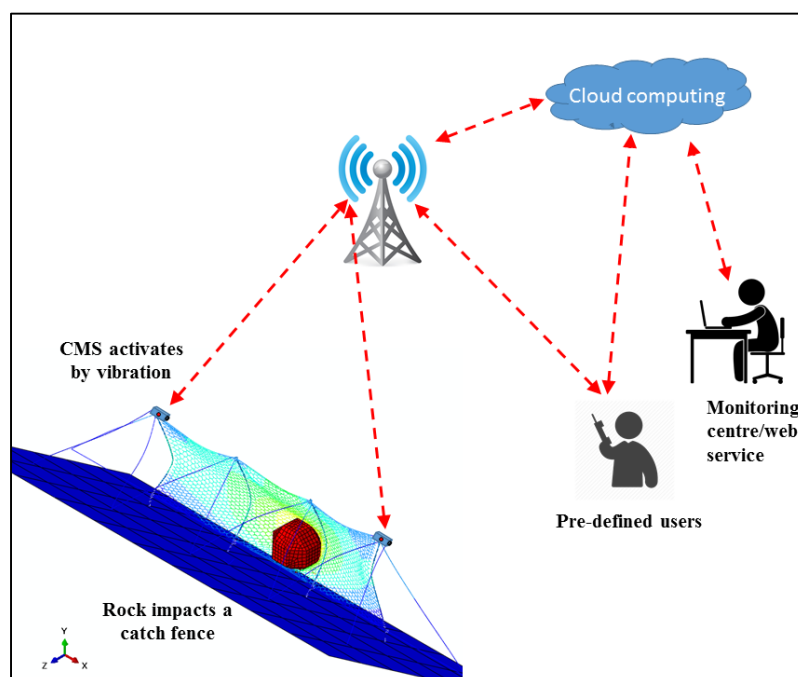 Cloud computing
CMS activates
by vibration
Monitoring
centre/web
service
Pre-defined users
Rock impacts a
catch fence
Y
Z
X